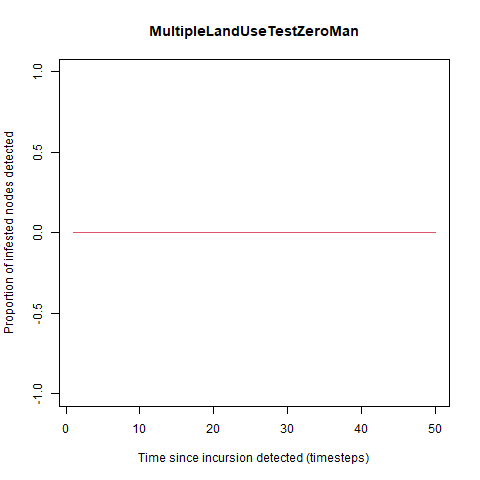 MultipleLandUseTestZeroMan
Proportion of infested nodes detected
1.0
0.5
0.0
-0.5
-1.0
0 10 20 30 40 50
Time since incursion detected (timesteps)